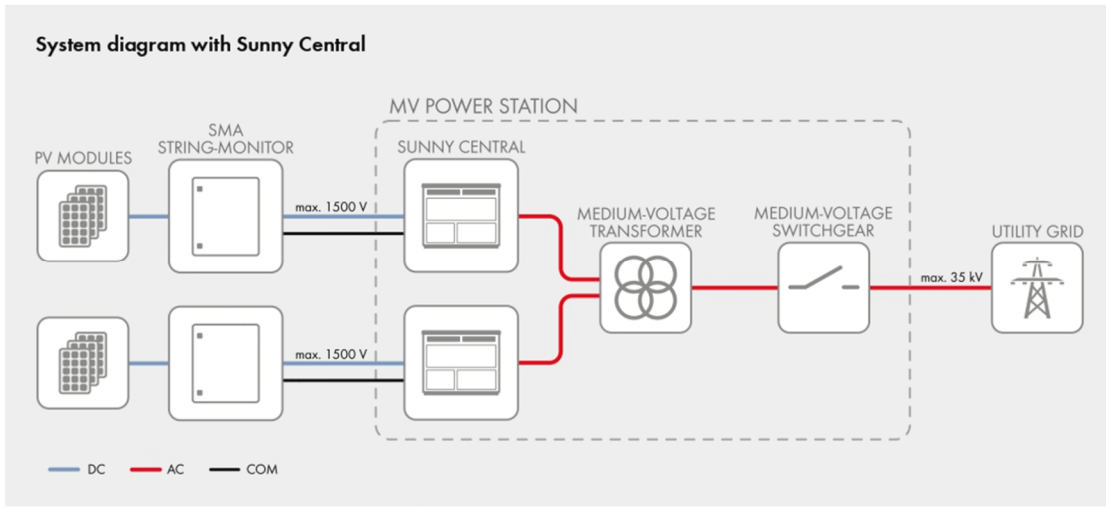 System diagram with Sunny Central
MV POWER STATION
SMA
STRING-MONITOR
PV MODULES
SUNNY CENTRAL
max. 1500 V
MEDIUM-VOLTAGE
TRANSFORMER
MEDIUM-VOLTAGE
SWITCHGEAR
UTILITY GRID
max. 35 kV
max. 1500 V
DC
AC
COM